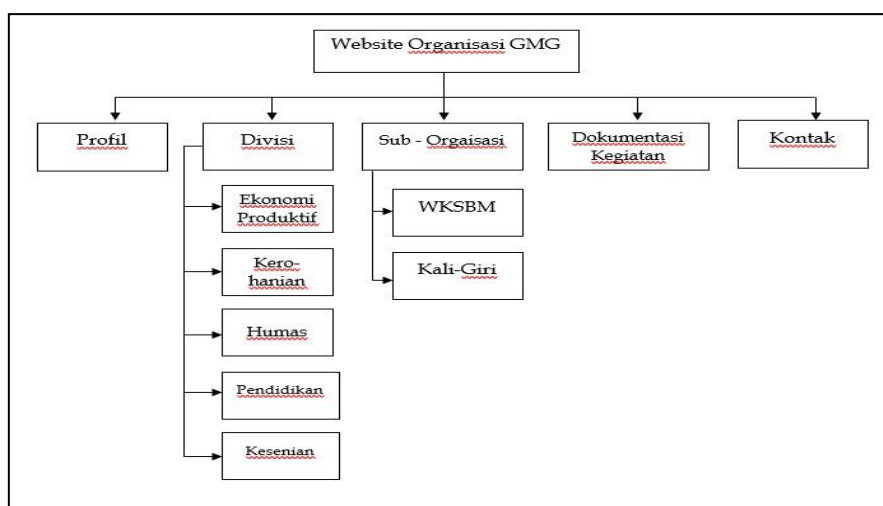 Website Organisasi GMG
Profil
Divisi
Sub - Orgaisasi
Dokumentasi
Kegiatan
Kontak
Ekonomi
Produktif
Kero-
hanian
Humas
Pendidikan
Kesenian
WKSBM
Kali-Giri